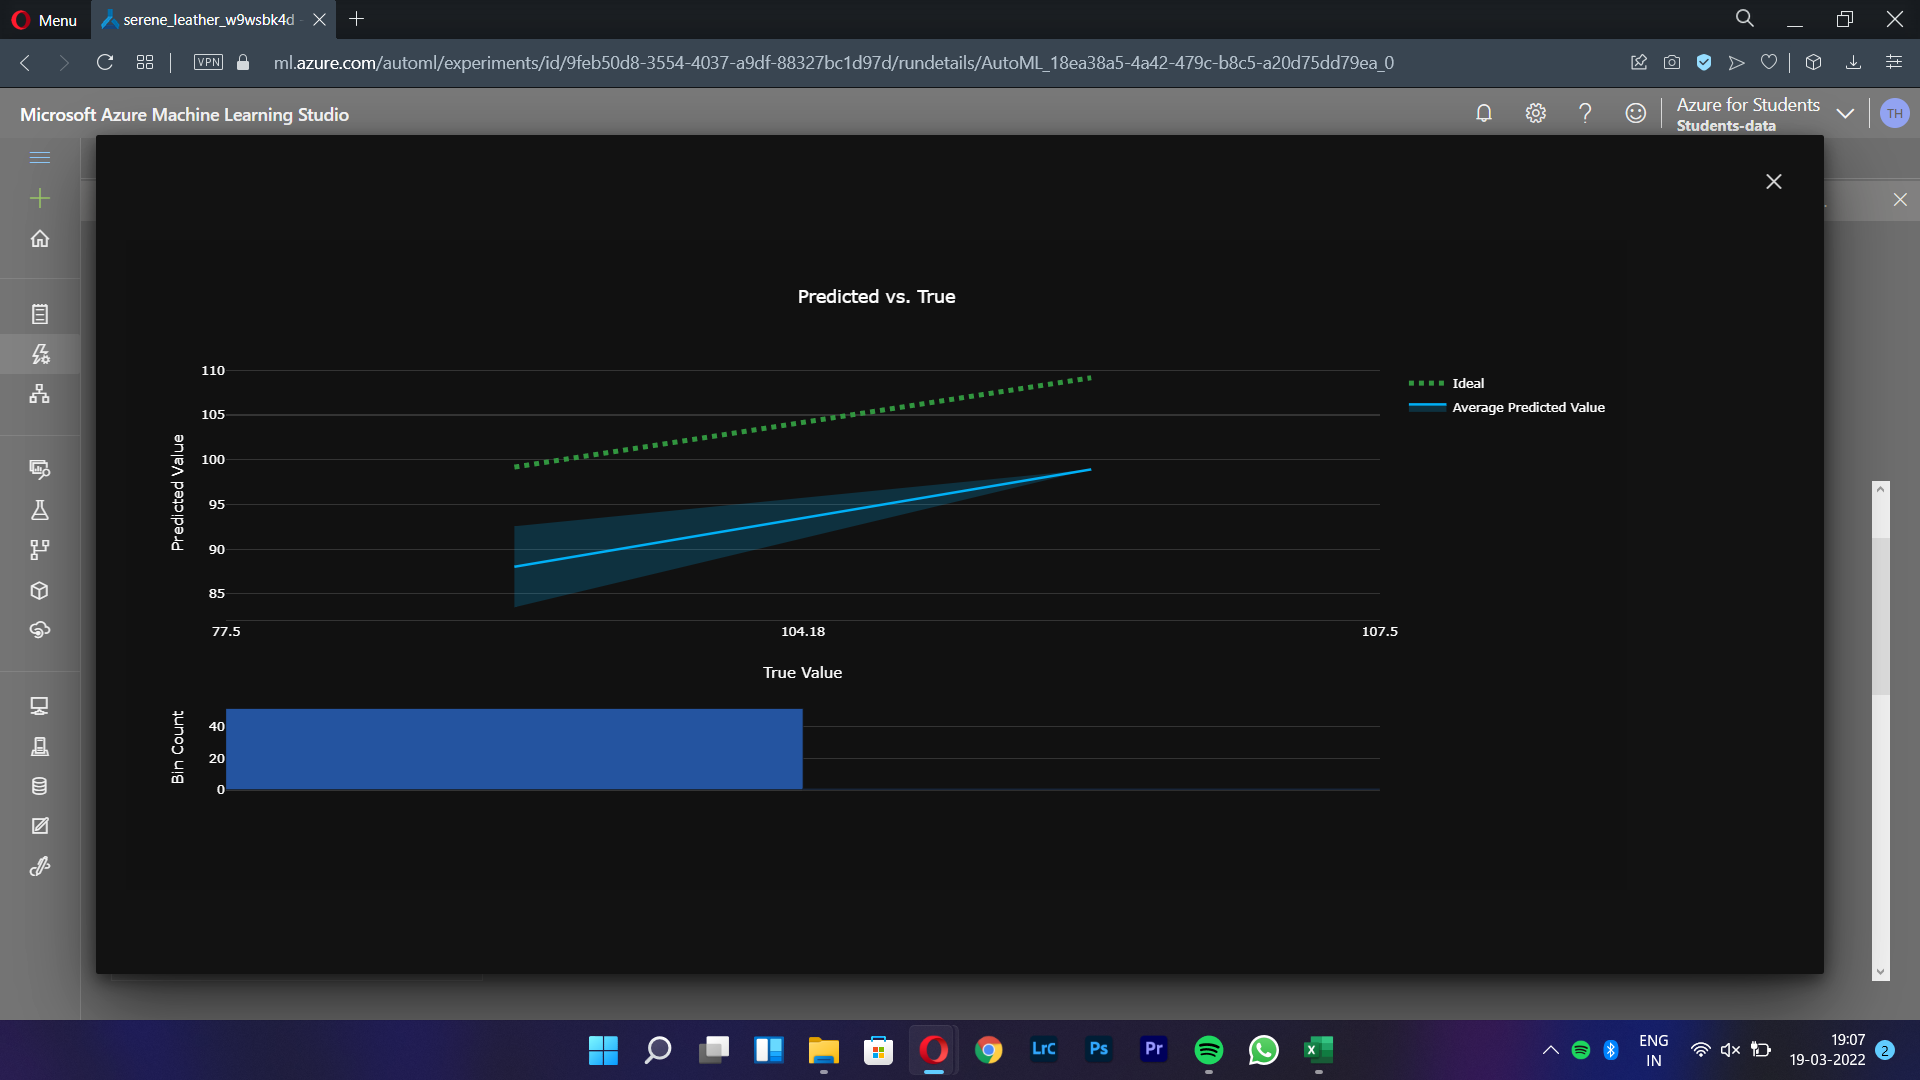 Menu
serene_leather_w9wsbk4d
VPN
ml.azure.com/automl/experiments/id/9feb50d8-3554-4037-a9df-88327bc1d97d/rundetails/AutoML_18ea38a5-4a42-479c-b8c5-a20d75dd79ea_0
Microsoft Azure Machine Learning Studio
Azure for Students
Students-data
TH
Predicted vs. True
110
105
100
95
90
85
Predicted Value
77.5
104.18
107.5
True Value
Ideal
Average Predicted Value
Bin Count
40
20
0
LrC
Ps
Pr
X
ENG
IN
19:07
19-03-2022
2